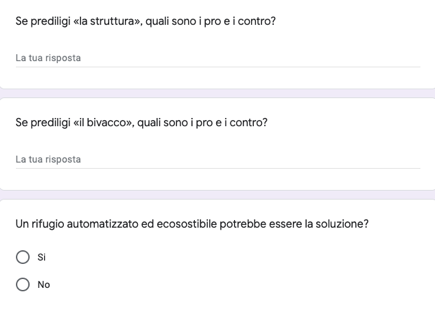 Se prediligi «la struttura», quali sono i pro e i contro?
La tua risposta
Se prediligi «il bivacco», quali sono i pro e i contro?
La tua risposta
Un rifugio automatizzato ed ecosostibile potrebbe essere la soluzione?
Si
No